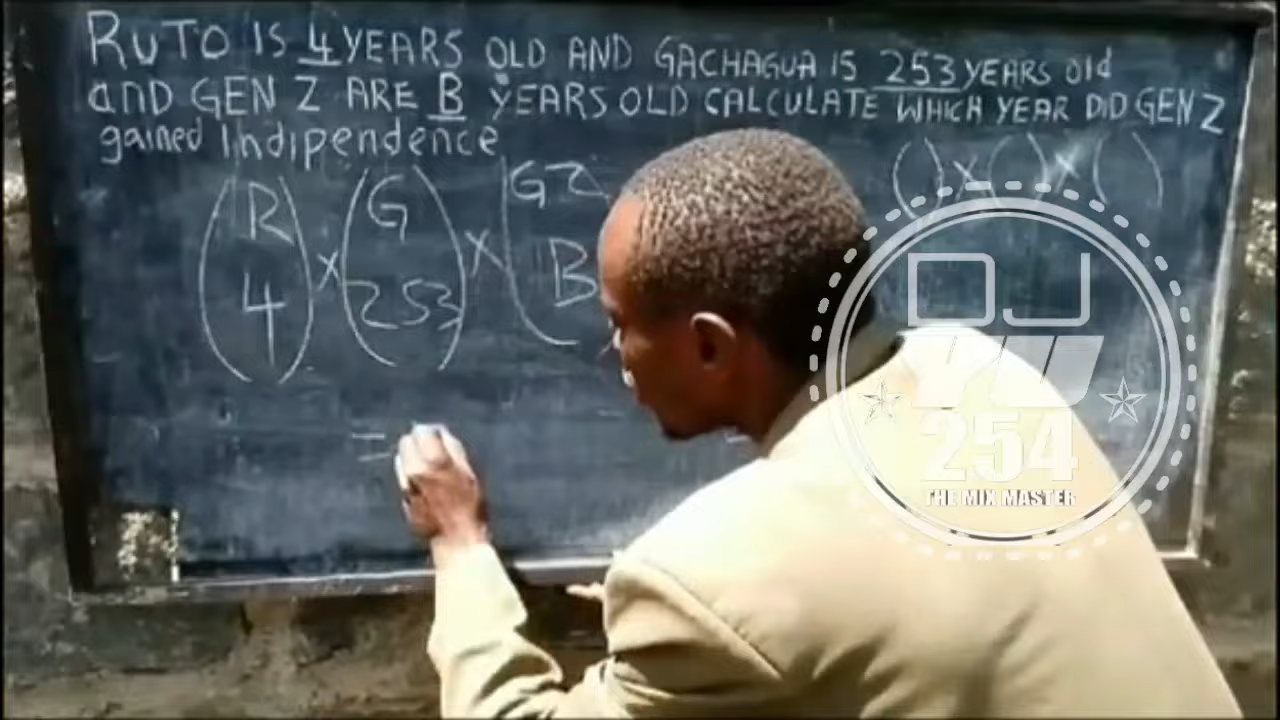 RUTO IS 4 YEARS OLD AND GACHAGUA IS 253 YEARS old
anD GEN Z ARE B YEARS OLD CALCULATE WHICH YEAR DID GEN Z
gained Indipendence
( ) × ( ) × ( )
(R) × (G) × (GZ
(4) (253) B
=
DJ
YU
254
THE MIX MASTER